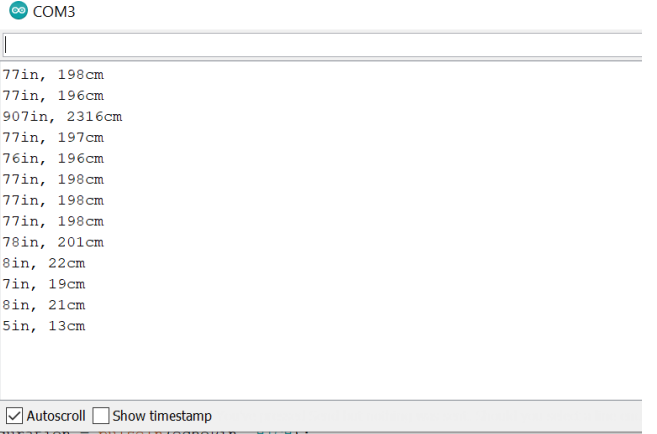 COM3
77in, 198cm
77in, 196cm
907in, 2316cm
77in, 197cm
76in, 196cm
77in, 198cm
77in, 198cm
77in, 198cm
78in, 201cm
8in, 22cm
7in, 19cm
8in, 21cm
5in, 13cm
Autoscroll Show timestamp